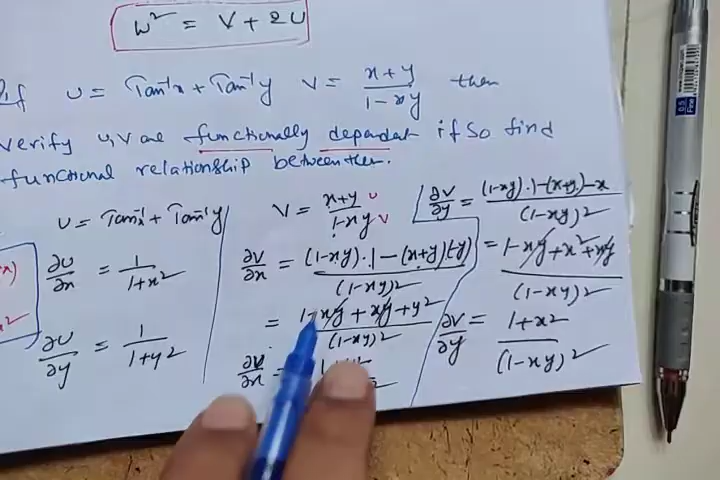 w² = V + 2U
If U = Tan⁻¹x + Tan⁻¹y V = x+y / 1-xy then
verify u,v are functionally dependent if so find
functional relationship between then.
U = Tan⁻¹x + Tan⁻¹y
∂U/∂x = 1/1+x²
∂U/∂y = 1/1+y²
V = x+y / 1-xy U V
∂V/∂x = (1-xy).1-(x+y)(-y) / (1-xy)²
= 1-xy+xy+y² / (1-xy)²
∂V/∂x =
∂V/∂y = (1-xy).1-(x+y)-x / (1-xy)²
= 1-xy+x²+xy / (1-xy)²
∂V/∂y = 1+x² / (1-xy)²
0.5